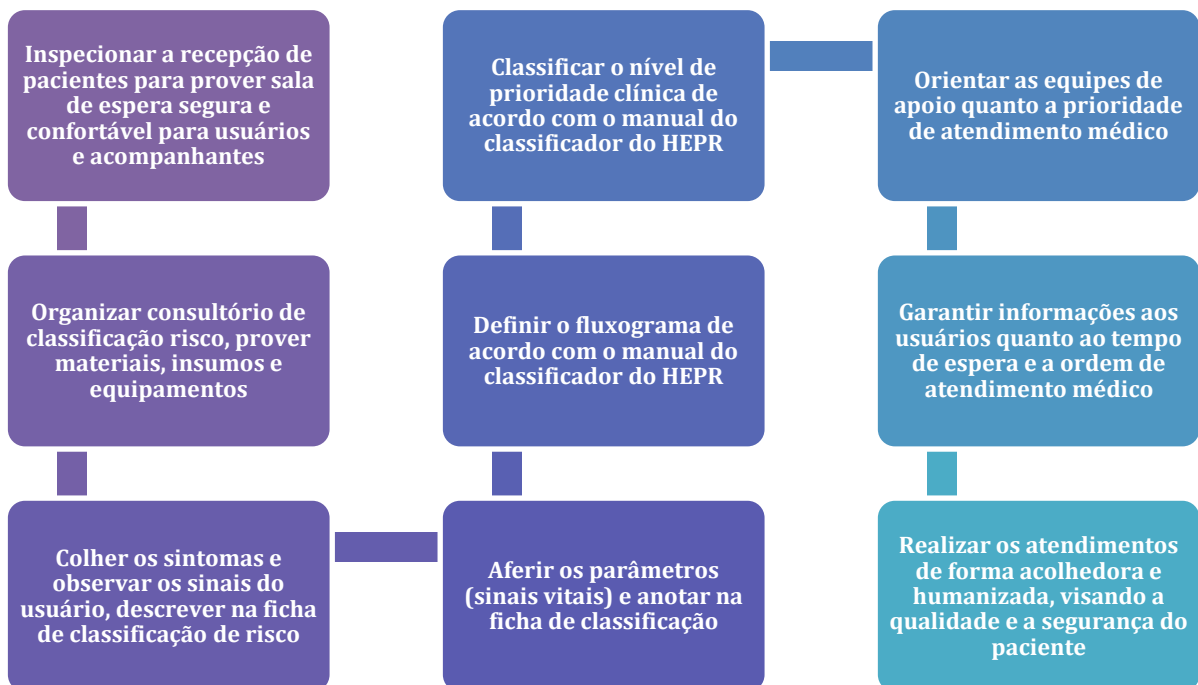 Inspecionar a recepção de
pacientes para prover sala
de espera segura e
confortável para usuários
e acompanhantes
Organizar consultório de
classificação risco, prover
materiais, insumos e
equipamentos
Colher os sintomas e
observar os sinais do
usuário, descrever na ficha
de classificação de risco
Aferir os parâmetros
(sinais vitais) e anotar na
ficha de classificação
Definir o fluxograma de
acordo com o manual do
classificador do HEPR
Classificar o nível de
prioridade clínica de
acordo com o manual do
classificador do HEPR
Orientar as equipes de
apoio quanto a prioridade
de atendimento médico
Garantir informações aos
usuários quanto ao tempo
de espera e a ordem de
atendimento médico
Realizar os atendimentos
de forma acolhedora e
humanizada, visando a
qualidade e a segurança do
paciente